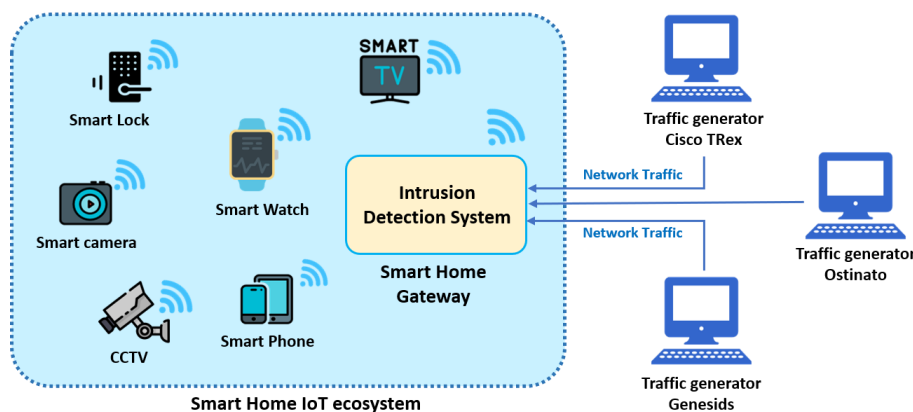 SMART
TV
Smart Lock
Traffic generator
Cisco TRex
Smart Watch
Intrusion
Detection System
Network Traffic
Smart camera
Network Traffic
Traffic generator
Ostinato
Smart Home
Gateway
Smart Phone
CCTV
Traffic generator
Genesids
Smart Home IoT ecosystem